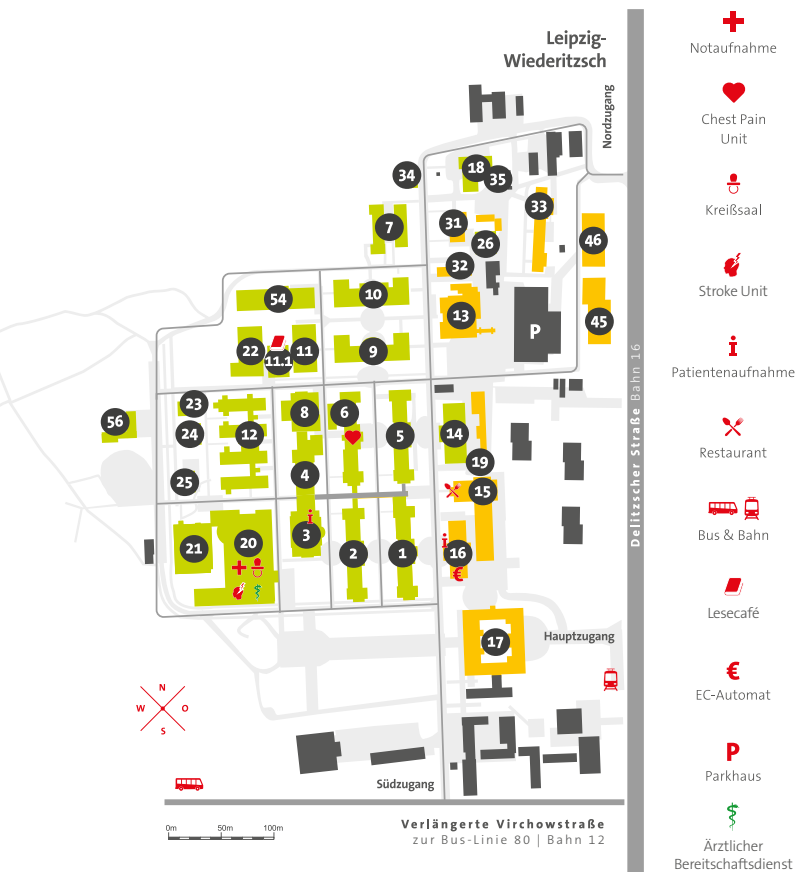 Leipzig-
Wiederitzsch
Nordzugang
34
18
35
7
31
33
26
46
32
54
10
13
45
P
22
11.1
11
9
23
8
6
56
24
12
5
14
19
4
25
15
i
3
i
21
20
2
1
16
€
17
Hauptzugang
Delitzscher Straße Bahn 16
N
W O
S
Südzugang
0m 50m 100m
Verlängerte Virchowstraße
zur Bus-Linie 80 | Bahn 12
Notaufnahme
Chest Pain
Unit
Kreißsaal
Stroke Unit
i
Patientenaufnahme
Restaurant
Bus & Bahn
Lesecafé
€
EC-Automat
P
Parkhaus
Ärztlicher
Bereitschaftsdienst